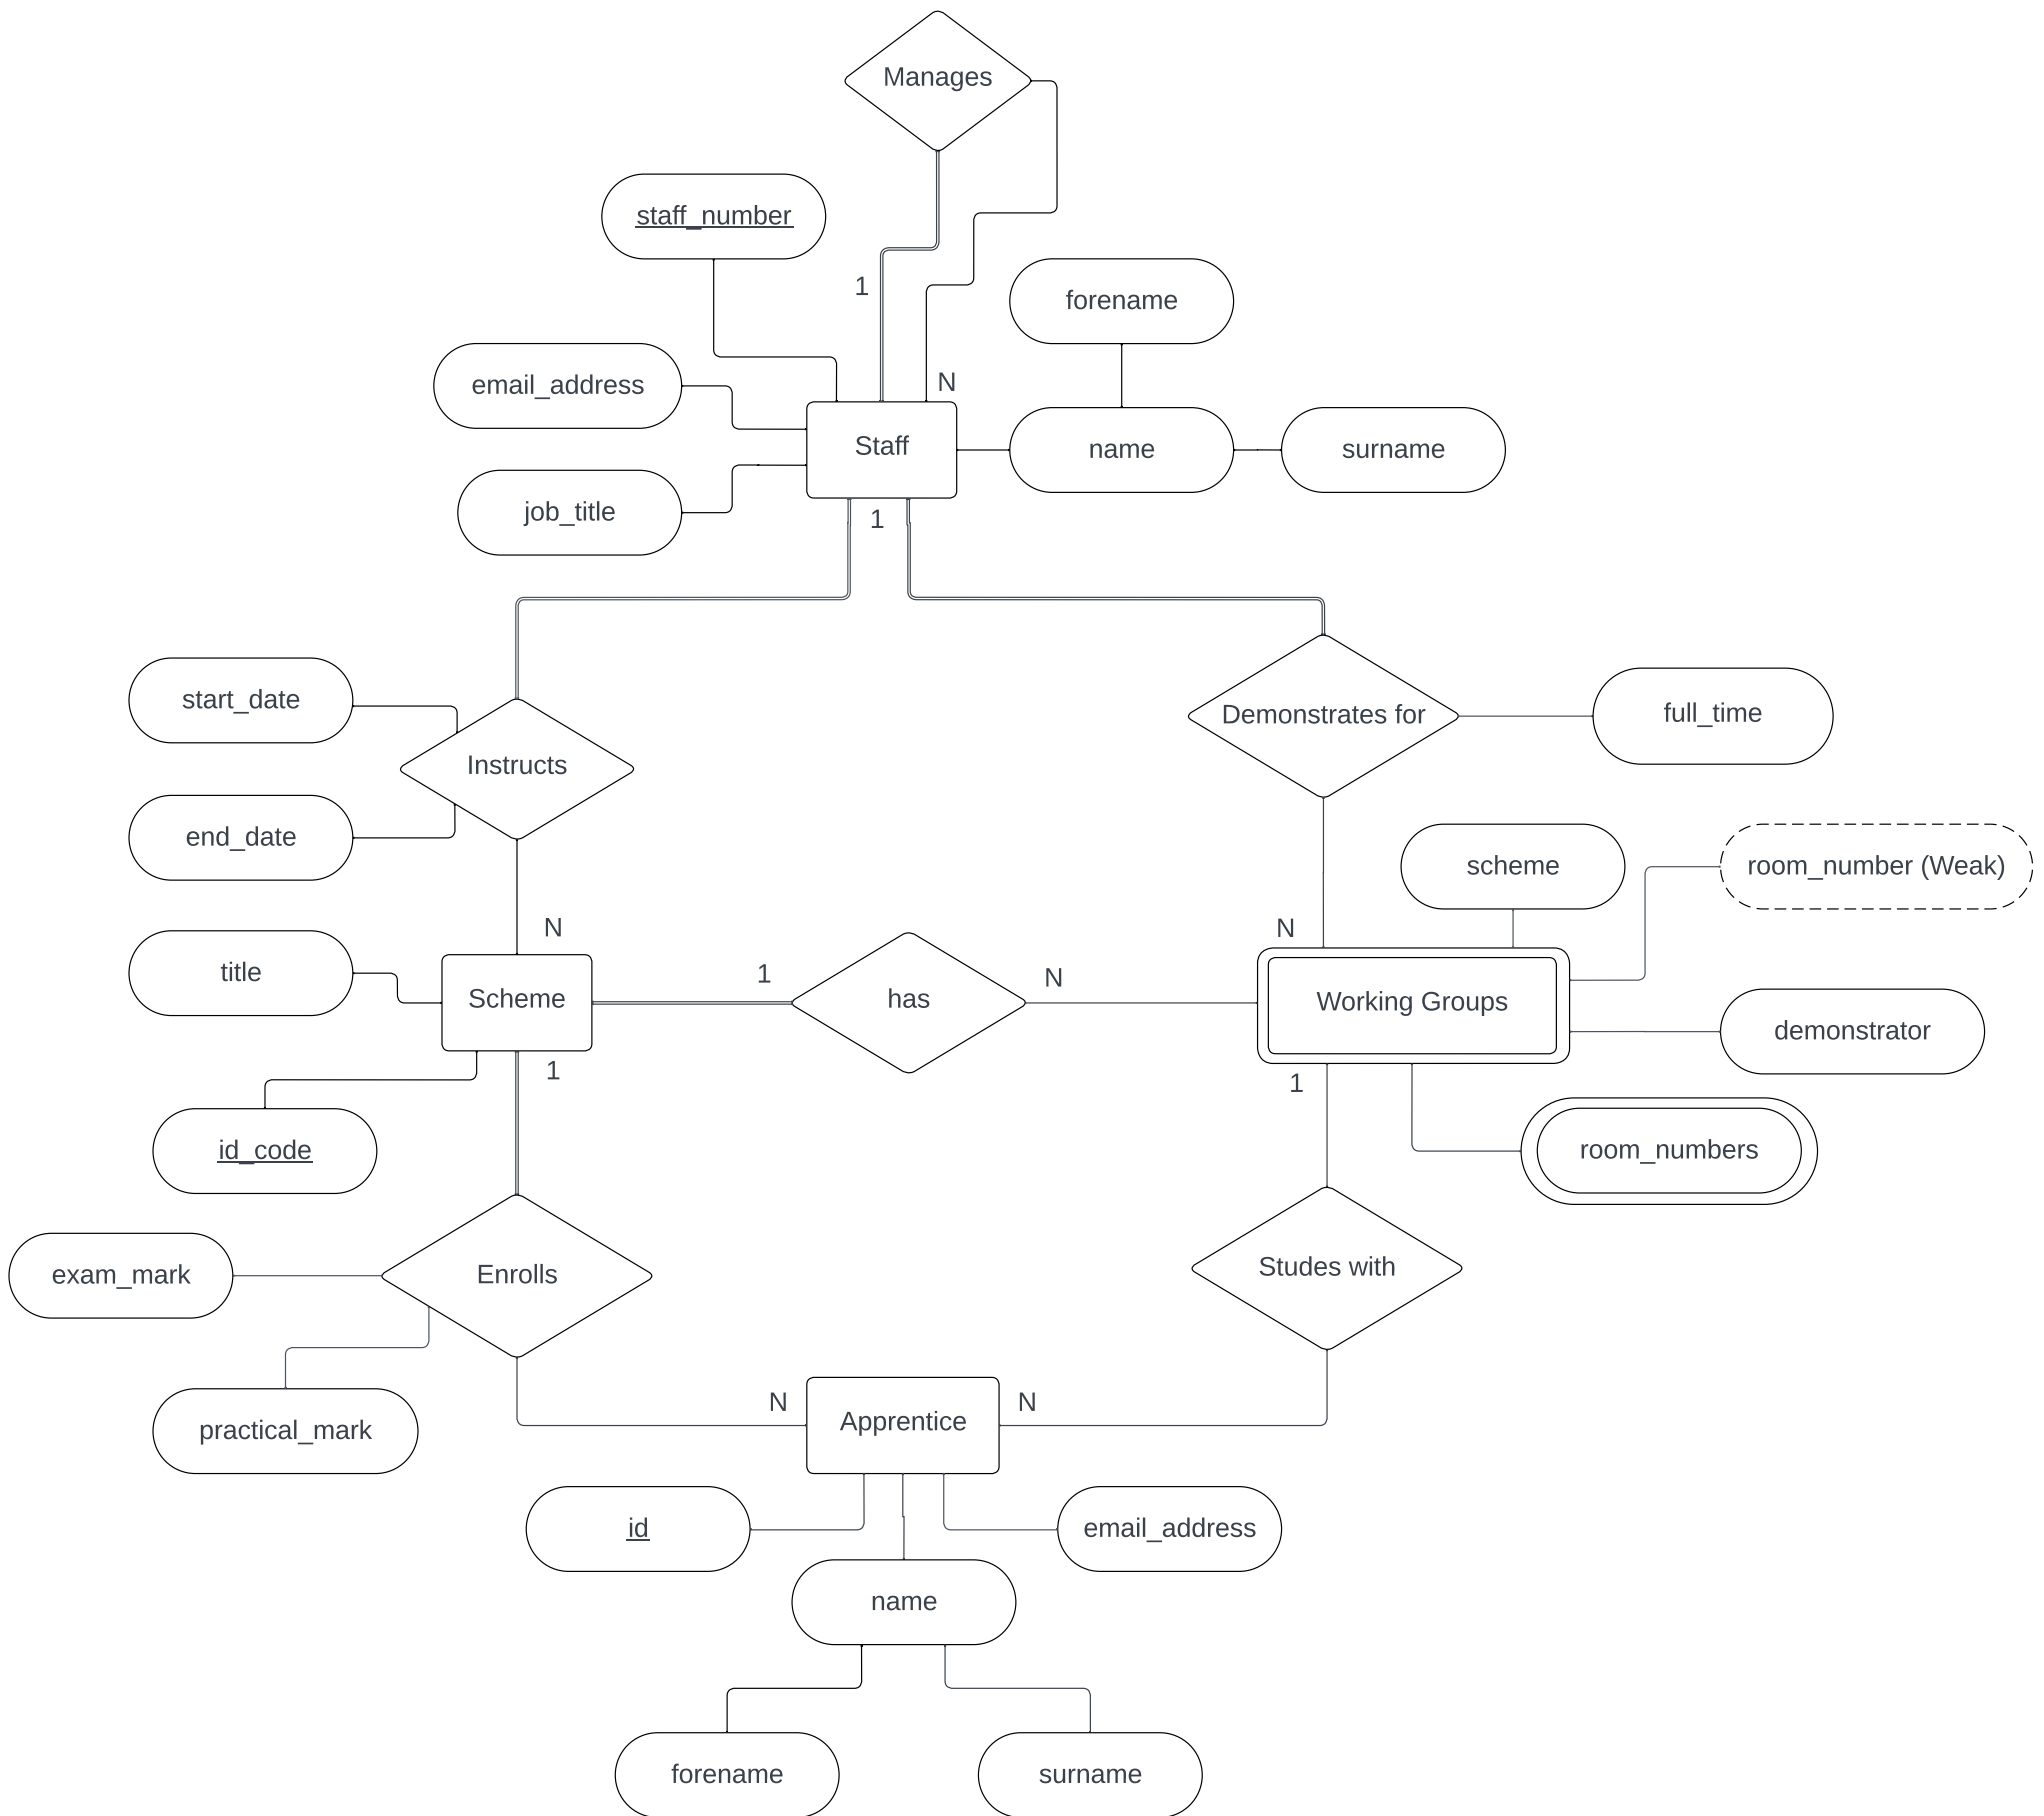 Manages
staff_number
1
forename
email_address
N
Staff
name
surname
job_title
1
start_date
Demonstrates for
full_time
Instructs
end_date
scheme
room_number (Weak)
N
N
title
Scheme
1
has
N
Working Groups
demonstrator
1
1
id_code
room_numbers
exam_mark
Enrolls
Studes with
practical_mark
N
Apprentice
N
id
email_address
name
forename
surname